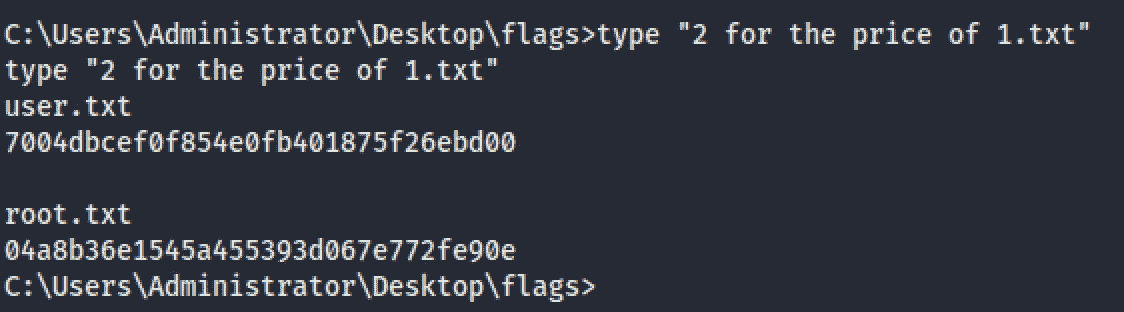 C:\Users\Administrator\Desktop\flags>type "2 for the price of 1.txt"
type "2 for the price of 1.txt"
user.txt
7004dbcef0f854e0fb401875f26ebd00
root.txt
04a8b36e1545a455393d067e772fe90e
C:\Users\Administrator\Desktop\flags>